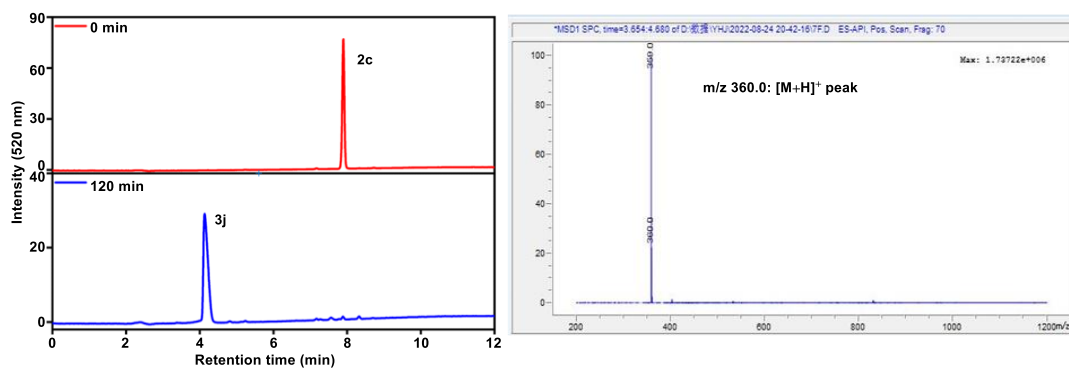 90
60
30
0
0 min
2c
40
20
0
120 min
3j
Intensity (520 nm)
0
2
4
6
8
10
12
Retention time (min)
*MSD1 SPC, time=3.654:4.680 of D:\数据\YHJ\2022-08-24 20-42-16\7F.D ES-API, Pos, Scan, Frag: 70
100
80
60
40
20
0
360.0
360.0
m/z 360.0: [M+H]⁺ peak
Max: 1.73722e+006
200
400
600
800
1000
1200m/z